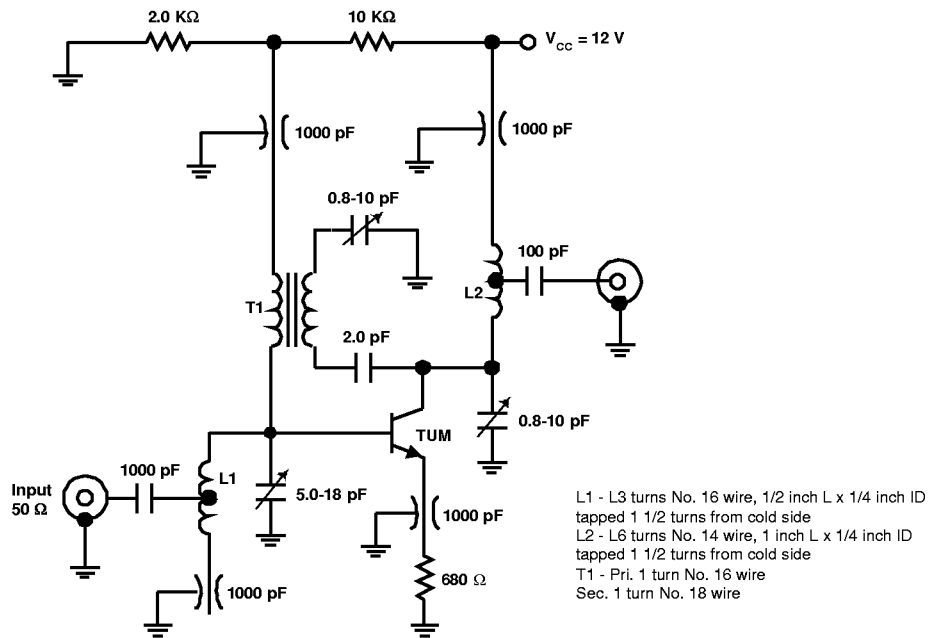 2.0 KΩ
10 KΩ
VCC = 12 V
1000 pF
1000 pF
0.8-10 pF
100 pF
T1
L2
2.0 pF
0.8-10 pF
TUM
1000 pF
L1
Input
50 Ω
5.0-18 pF
1000 pF
1000 pF
680 Ω
L1 - L3 turns No. 16 wire, 1/2 inch L x 1/4 inch ID
tapped 1 1/2 turns from cold side
L2 - L6 turns No. 14 wire, 1 inch L x 1/4 inch ID
tapped 1 1/2 turns from cold side
T1 - Pri. 1 turn No. 16 wire
Sec. 1 turn No. 18 wire